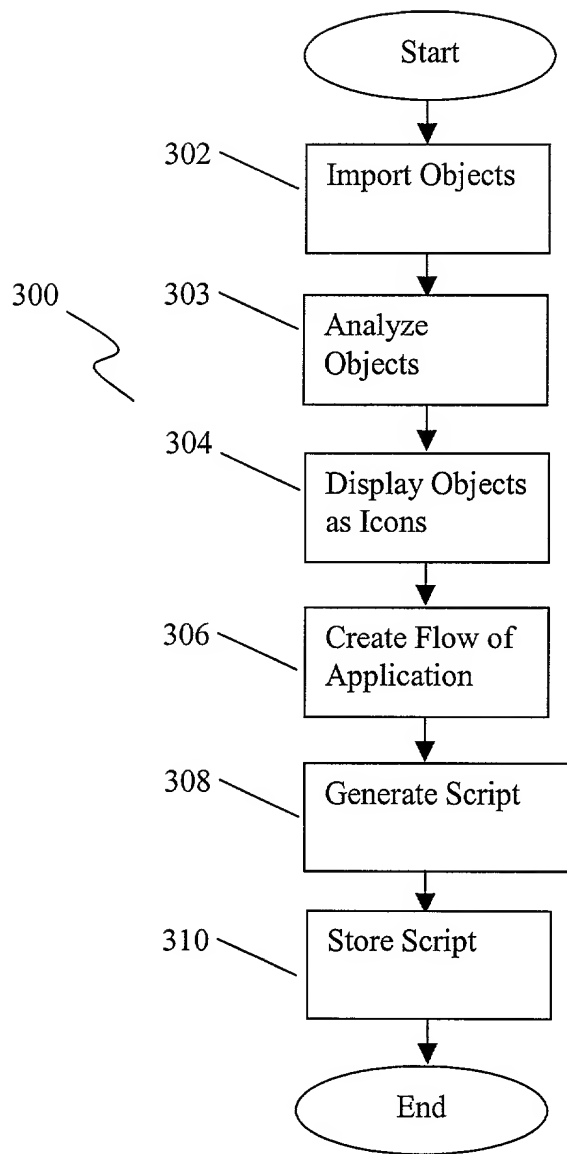 Start
302
Import Objects
300
303
Analyze
Objects
304
Display Objects
as Icons
306
Create Flow of
Application
308
Generate Script
310
Store Script
End